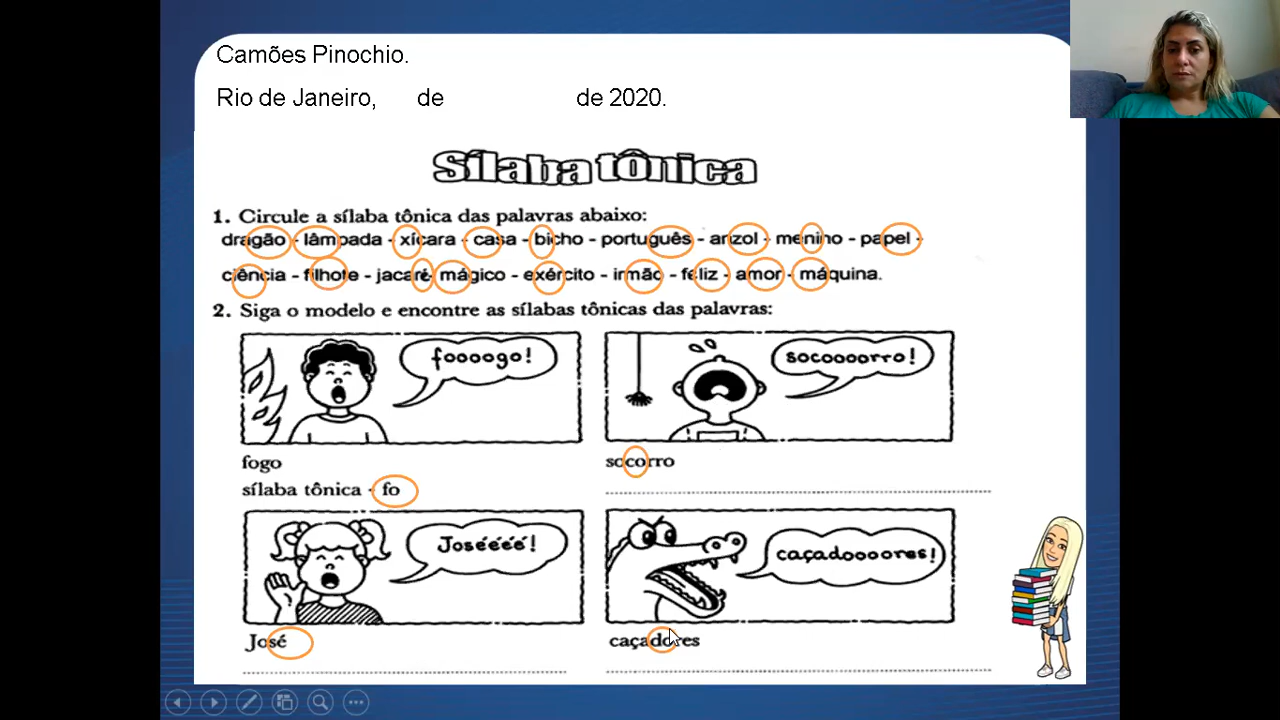 Camões Pinochio.
Rio de Janeiro, de de 2020.
Sílaba tônica
1. Circule a sílaba tônica das palavras abaixo:
dragão - lâmpada - xícara - casa - bicho - português - anzol - menino - papel -
ciência - filhote - jacaré- mágico - exército - irmão - feliz - amor - máquina.
2. Siga o modelo e encontre as sílabas tônicas das palavras:
foooogo!
socoooorro!
fogo
socorro
sílaba tônica - fo
Joséééé!
caçadoooores!
José
caçadores